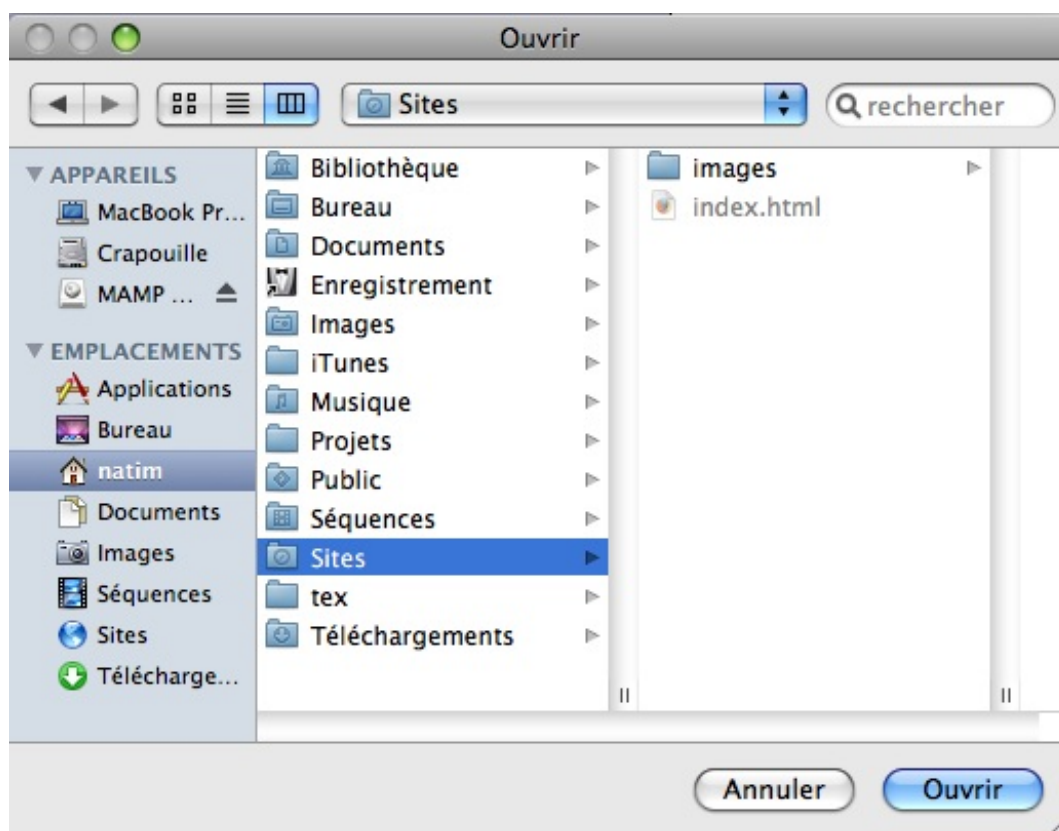 Ouvrir
Sites
rechercher
APPAREILS
MacBook Pr...
Crapouille
MAMP ...
EMPLACEMENTS
Applications
Bureau
natim
Documents
Images
Séquences
Sites
Télécharge...
Bibliothèque
Bureau
Documents
Enregistrement
Images
iTunes
Musique
Projets
Public
Séquences
Sites
tex
Téléchargements
images
index.html
Annuler
Ouvrir